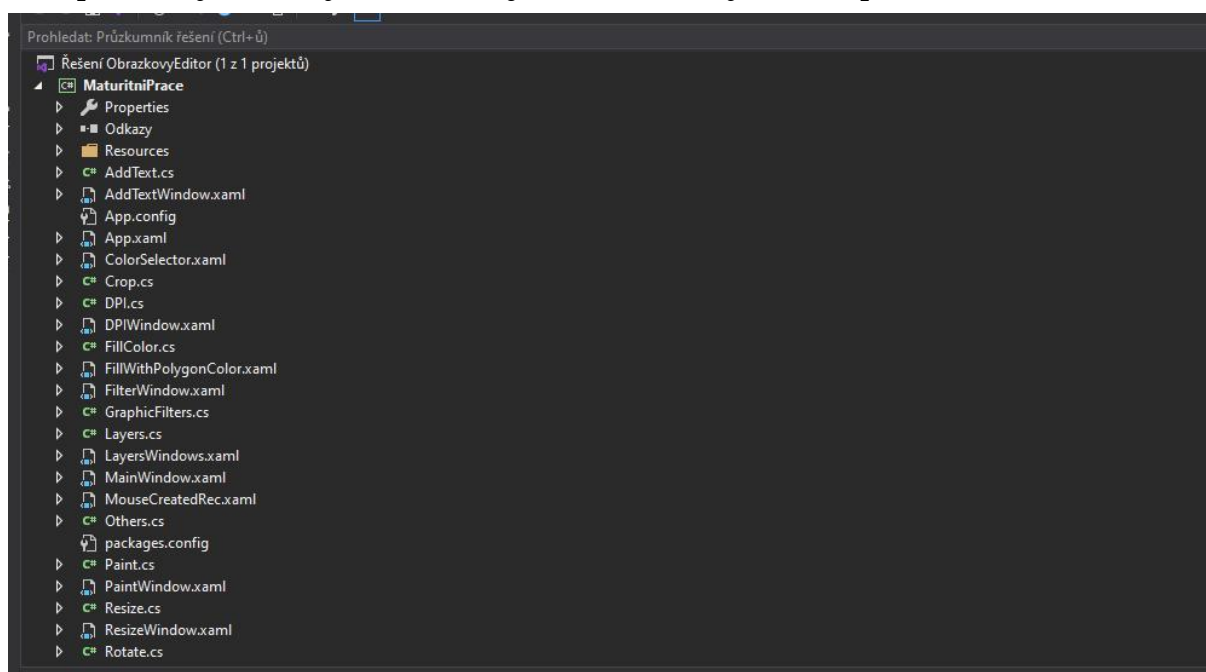 Prohledat: Průzkumník řešení (Ctrl+ů)
Řešení ObrazkovyEditor (1 z 1 projektů)
C# MaturitniPrace
Properties
Odkazy
Resources
C# AddText.cs
AddTextWindow.xaml
App.config
App.xaml
ColorSelector.xaml
C# Crop.cs
C# DPI.cs
DPIWindow.xaml
C# FillColor.cs
FillWithPolygonColor.xaml
FilterWindow.xaml
C# GraphicFilters.cs
C# Layers.cs
LayersWindows.xaml
MainWindow.xaml
MouseCreatedRec.xaml
C# Others.cs
packages.config
C# Paint.cs
PaintWindow.xaml
C# Resize.cs
ResizeWindow.xaml
C# Rotate.cs